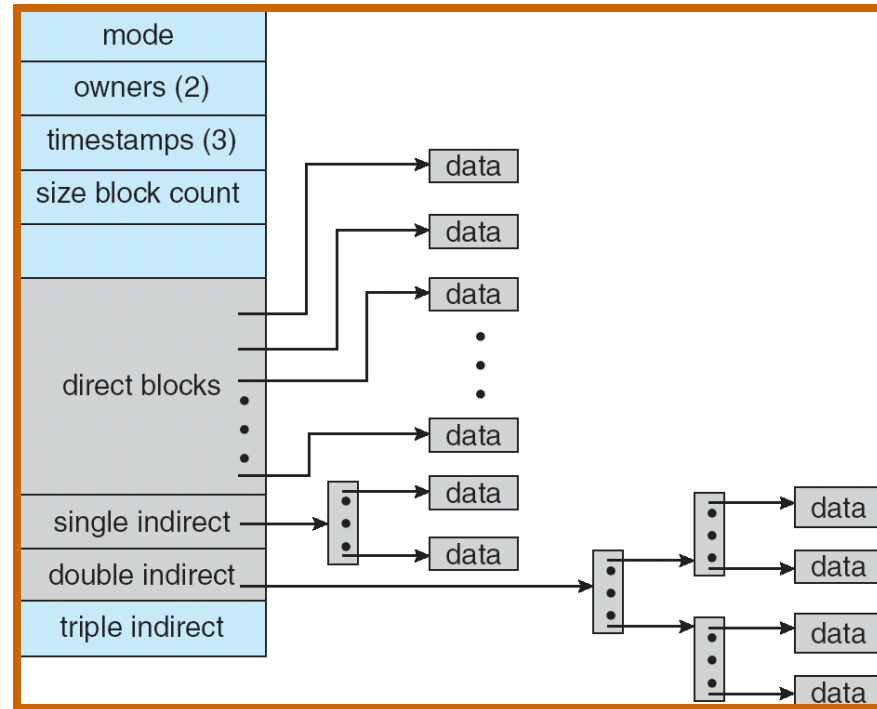 mode
owners (2)
timestamps (3)
size block count
direct blocks
single indirect
double indirect
triple indirect
data
data
data
data
data
data
data
data
data
data